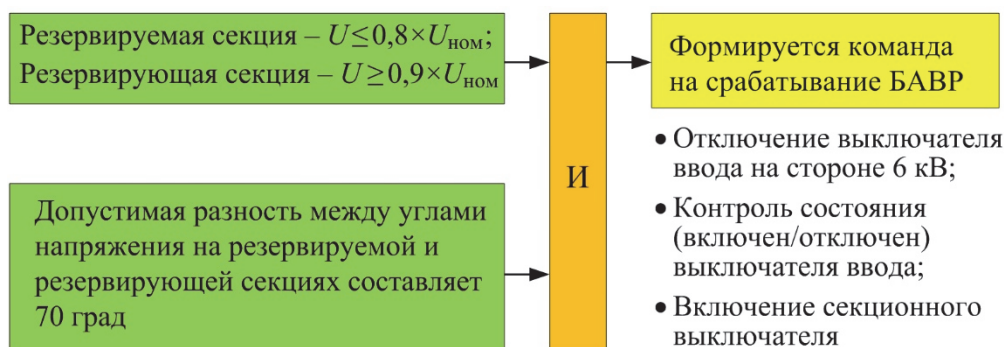 Резервируемая секция – U≤0,8×Uном;
Резервирующая секция – U≥0,9×Uном
Допустимая разность между углами
напряжения на резервируемой и
резервирующей секциях составляет
70 град
И
Формируется команда
на срабатывание БАВР
• Отключение выключателя
ввода на стороне 6 кВ;
• Контроль состояния
(включен/отключен)
выключателя ввода;
• Включение секционного
выключателя